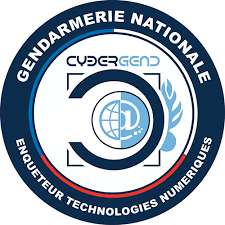 GENDARMERIE NATIONALE
CYBERGEND
@
ENQUETEUR TECHNOLOGIES NUMERIQUES